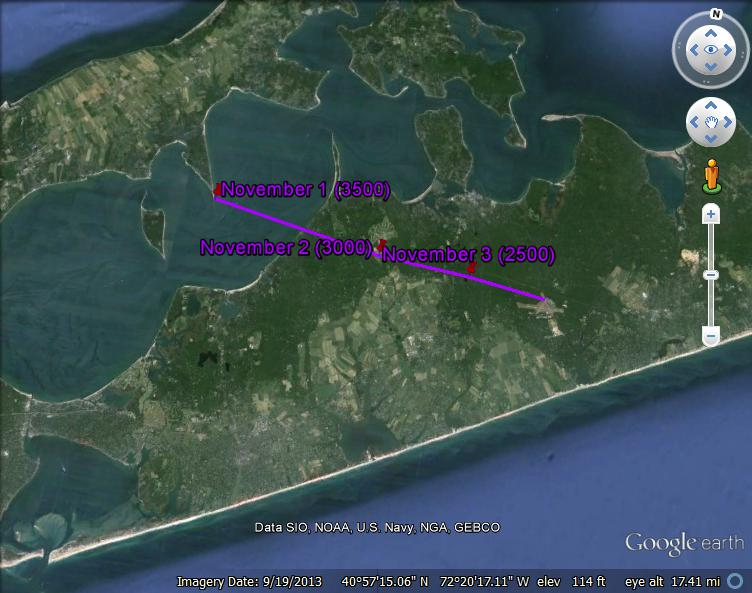 N
November 1 (3500)
November 2 (3000)
November 3 (2500)
Data SIO, NOAA, U.S. Navy, NGA, GEBCO
Google earth
Imagery Date: 9/19/2013 40°57'15.06" N 72°20'17.11" W elev 114 ft eye alt 17.41 mi